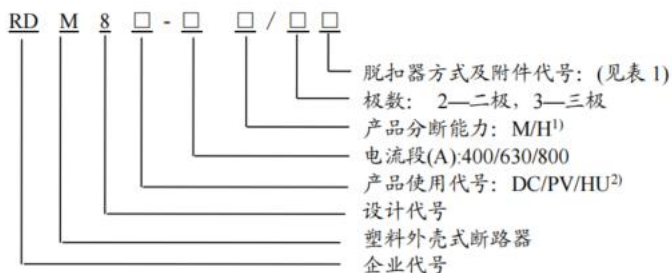 RD M 8 □ - □ □ / □ □
脱扣器方式及附件代号：(见表 1)
极数： 2—二极，3—三极
产品分断能力：M/H¹⁾
电流段(A):400/630/800
产品使用代号：DC/PV/HU²⁾
设计代号
塑料外壳式断路器
企业代号